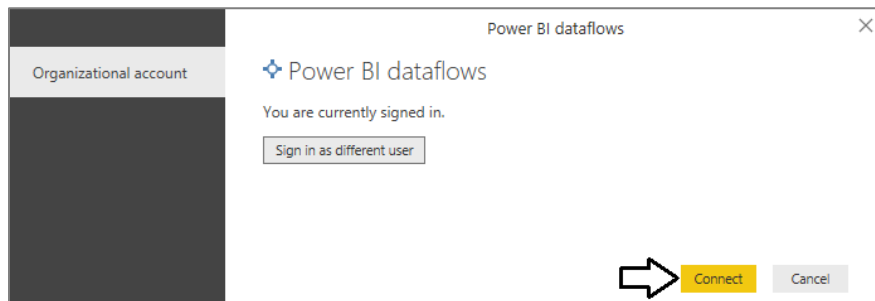 Power BI dataflows
Organizational account
Power BI dataflows
You are currently signed in.
Sign in as different user
Connect
Cancel